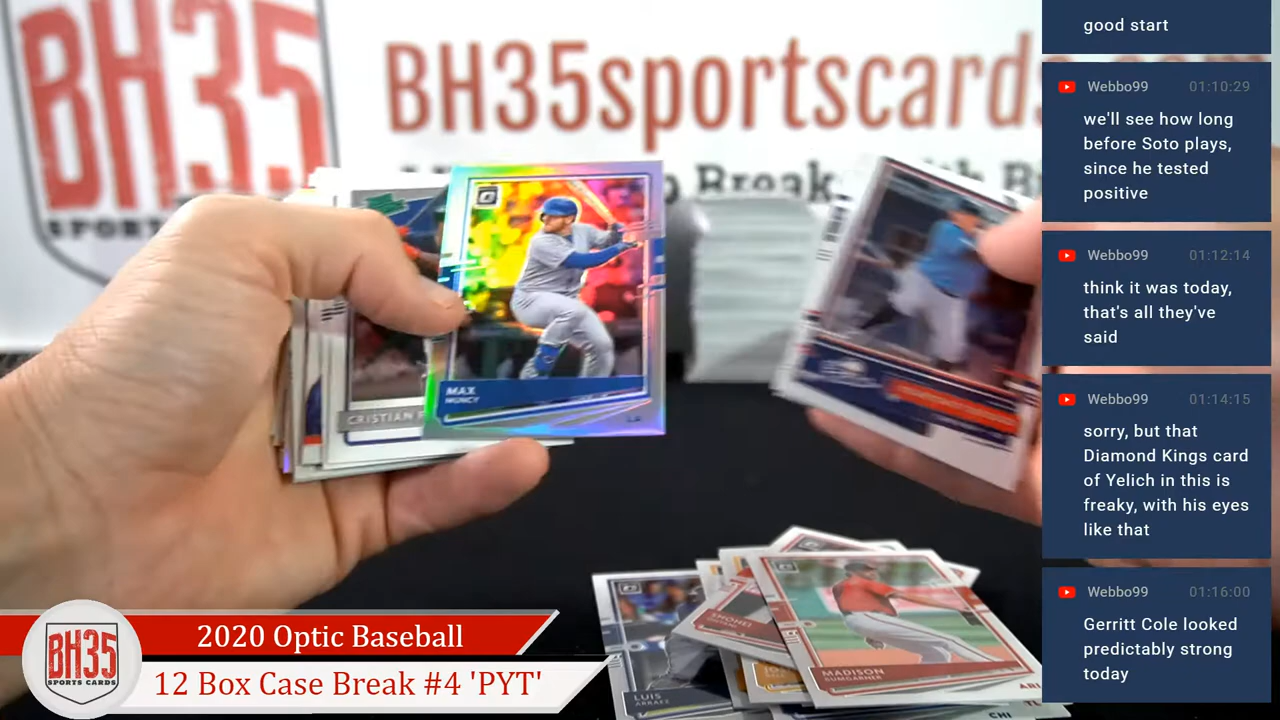 BH35
SPORTS
BH35sportscards.
MAX
MUNCY
LA
CRISTIAN
LUIS
ARRAEZ
SHOHEI
MADISON
BUMGARNER
ARI
CHI
2020 Optic Baseball
12 Box Case Break #4 'PYT'
BH35
SPORTS CARDS
good start
Webbo99 01:10:29
we'll see how long
before Soto plays,
since he tested
positive
Webbo99 01:12:14
think it was today,
that's all they've
said
Webbo99 01:14:15
sorry, but that
Diamond Kings card
of Yelich in this is
freaky, with his eyes
like that
Webbo99 01:16:00
Gerritt Cole looked
predictably strong
today